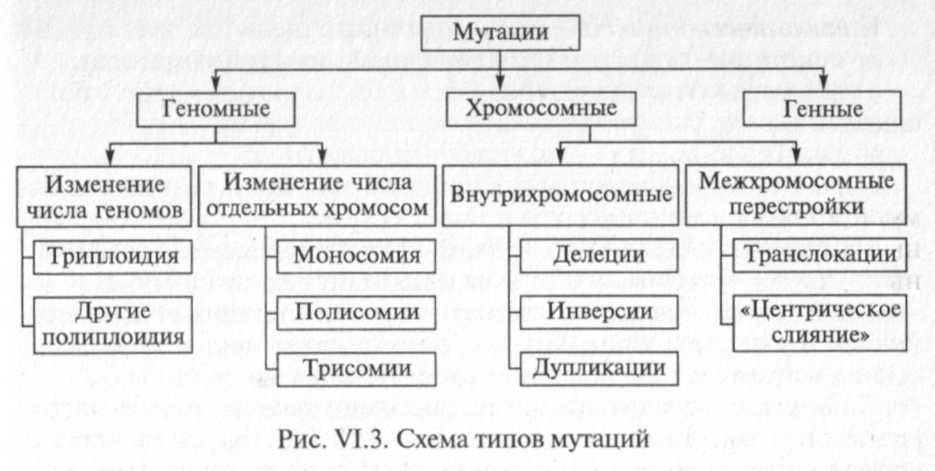 Мутации
Геномные
Хромосомные
Генные
Изменение
числа геномов
Изменение числа
отдельных хромосом
Внутрихромосомные
Межхромосомные
перестройки
Триплоидия
Моносомия
Делеции
Транслокации
Другие
полиплоидия
Полисомии
Инверсии
«Центрическое
слияние»
Трисомии
Дупликации
Рис. VI.3. Схема типов мутаций